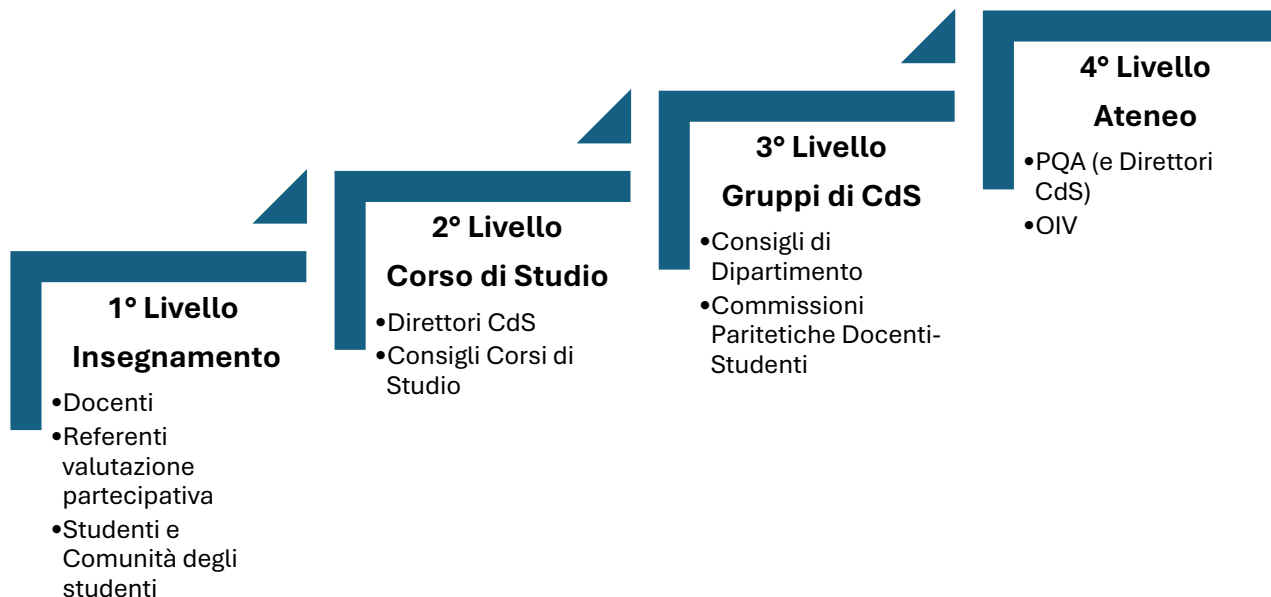 1° Livello
Insegnamento
•Docenti
•Referenti
valutazione
partecipativa
•Studenti e
Comunità degli
studenti
2° Livello
Corso di Studio
•Direttori CdS
•Consigli Corsi di
Studio
3° Livello
Gruppi di CdS
•Consigli di
Dipartimento
•Commissioni
Paritetiche Docenti-
Studenti
4° Livello
Ateneo
•PQA (e Direttori
CdS)
•OIV